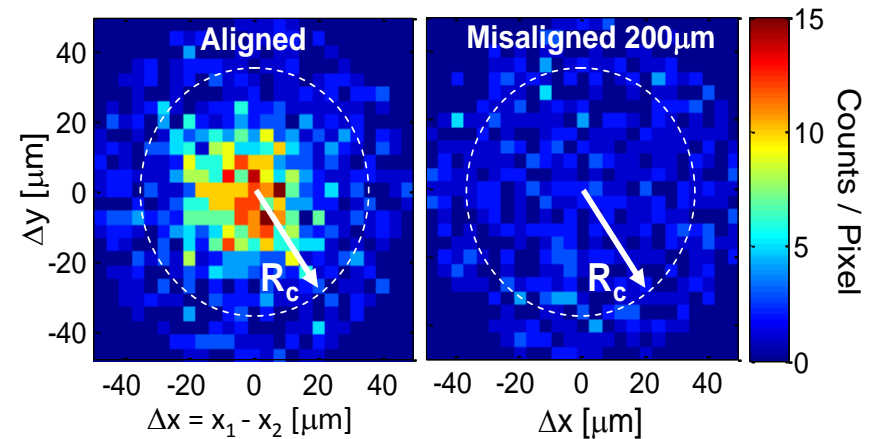 Aligned
Misaligned 200μm
R_c
R_c
Δy [μm]
40
20
0
-20
-40
-40 -20 0 20 40
Δx = x_1 - x_2 [μm]
-40 -20 0 20 40
Δx [μm]
15
10
5
0
Counts / Pixel